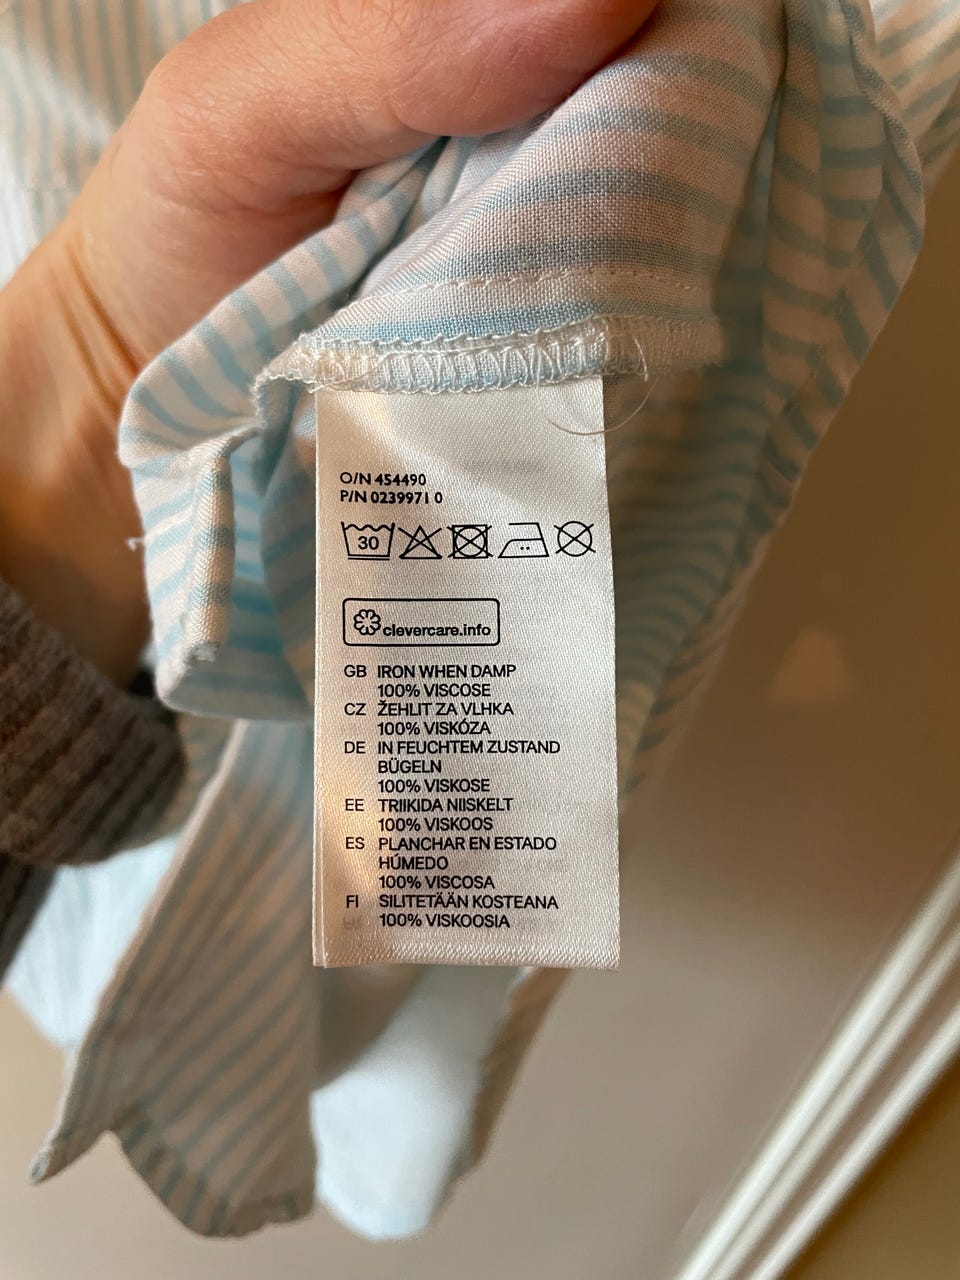 O/N 454490
P/N 0239971 0
30
clevercare.info
GB IRON WHEN DAMP
100% VISCOSE
CZ ŽEHLIT ZA VLHKA
100% VISKÓZA
DE IN FEUCHTEM ZUSTAND
BÜGELN
100% VISKOSE
EE TRIIKIDA NIISKELT
100% VISKOOS
ES PLANCHAR EN ESTADO
HÚMEDO
100% VISCOSA
FI SILITETÄÄN KOSTEANA
100% VISKOOSIA